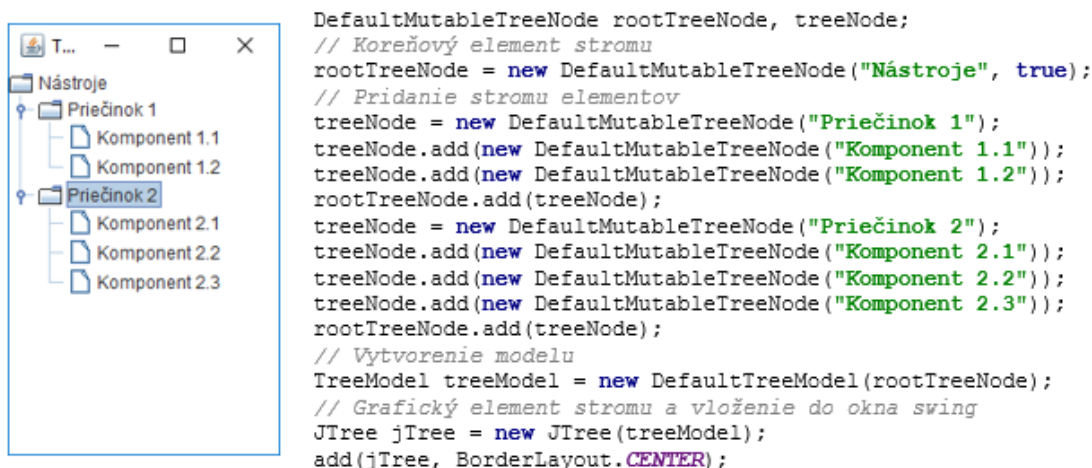 T...
Nástroje
Priečinok 1
Komponent 1.1
Komponent 1.2
Priečinok 2
Komponent 2.1
Komponent 2.2
Komponent 2.3
DefaultMutableTreeNode rootTreeNode, treeNode;
// Koreňový element stromu
rootTreeNode = new DefaultMutableTreeNode("Nástroje", true);
// Pridanie stromu elementov
treeNode = new DefaultMutableTreeNode("Priečinok 1");
treeNode.add(new DefaultMutableTreeNode("Komponent 1.1"));
treeNode.add(new DefaultMutableTreeNode("Komponent 1.2"));
rootTreeNode.add(treeNode);
treeNode = new DefaultMutableTreeNode("Priečinok 2");
treeNode.add(new DefaultMutableTreeNode("Komponent 2.1"));
treeNode.add(new DefaultMutableTreeNode("Komponent 2.2"));
treeNode.add(new DefaultMutableTreeNode("Komponent 2.3"));
rootTreeNode.add(treeNode);
// Vytvorenie modelu
TreeModel treeModel = new DefaultTreeModel(rootTreeNode);
// Grafický element stromu a vloženie do okna swing
JTree jTree = new JTree(treeModel);
add(jTree, BorderLayout.CENTER);